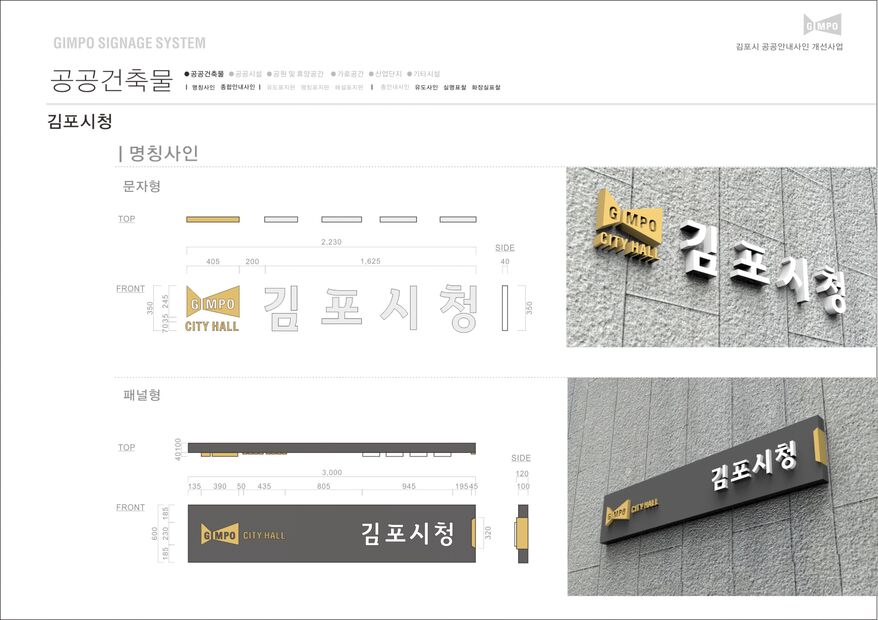 GIMPO
김포시 공공안내사인 개선사업
GIMPO SIGNAGE SYSTEM
공공건축물
●공공건축물 ●공공시설 ●공원 및 휴양공간 ●가로공간 ●산업단지 ●기타시설
| 명칭사인 종합안내사인 | 유도표지판 행침표지판 해설표지판 | 층안내사인 유도사인 실명표찰 화장실표찰
김포시청
| 명칭사인
문자형
TOP
2,230
SIDE
405 200 1,625 40
FRONT
350
245
35
70
GIMPO
CITY HALL
김포시청
350
GIMPO
CITY HALL
김포시청
패널형
TOP
100
40
3,000
SIDE
120
135 390 50 435 805 945 195 45 100
FRONT
600
185
230
185
GIMPO CITY HALL
김포시청
320
GIMPO CITY HALL
김포시청